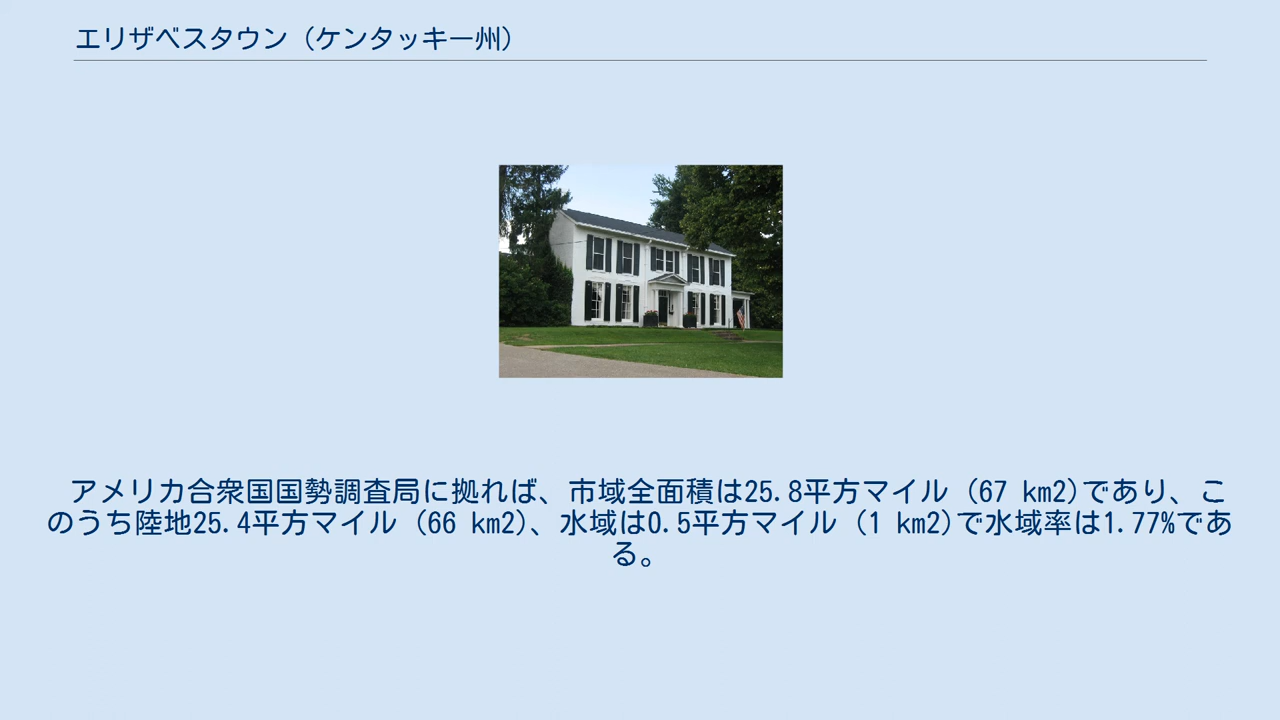 エリザベスタウン (ケンタッキー州)
アメリカ合衆国国勢調査局に拠れば、市域全面積は25.8平方マイル (67 km2)であり、こ
のうち陸地25.4平方マイル (66 km2)、水域は0.5平方マイル (1 km2)で水域率は1.77%であ
る。